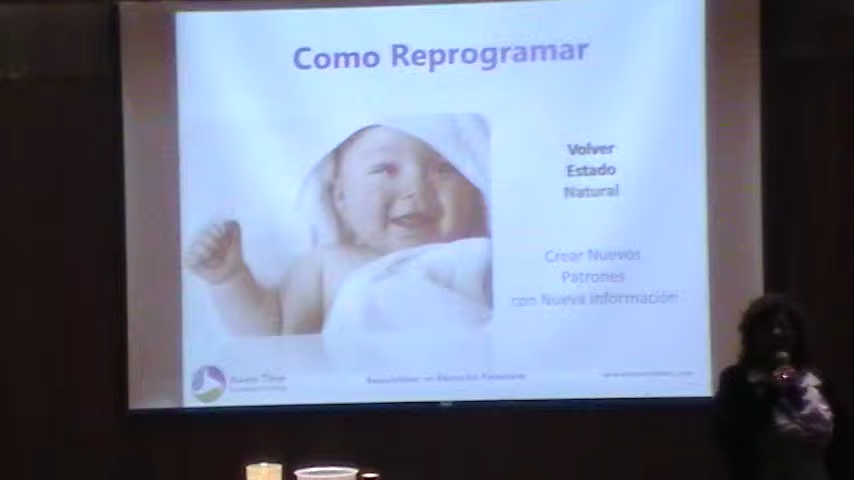 Como Reprogramar
Volver
Estado
Natural
Crear Nuevos
Patrones
con Nueva Información